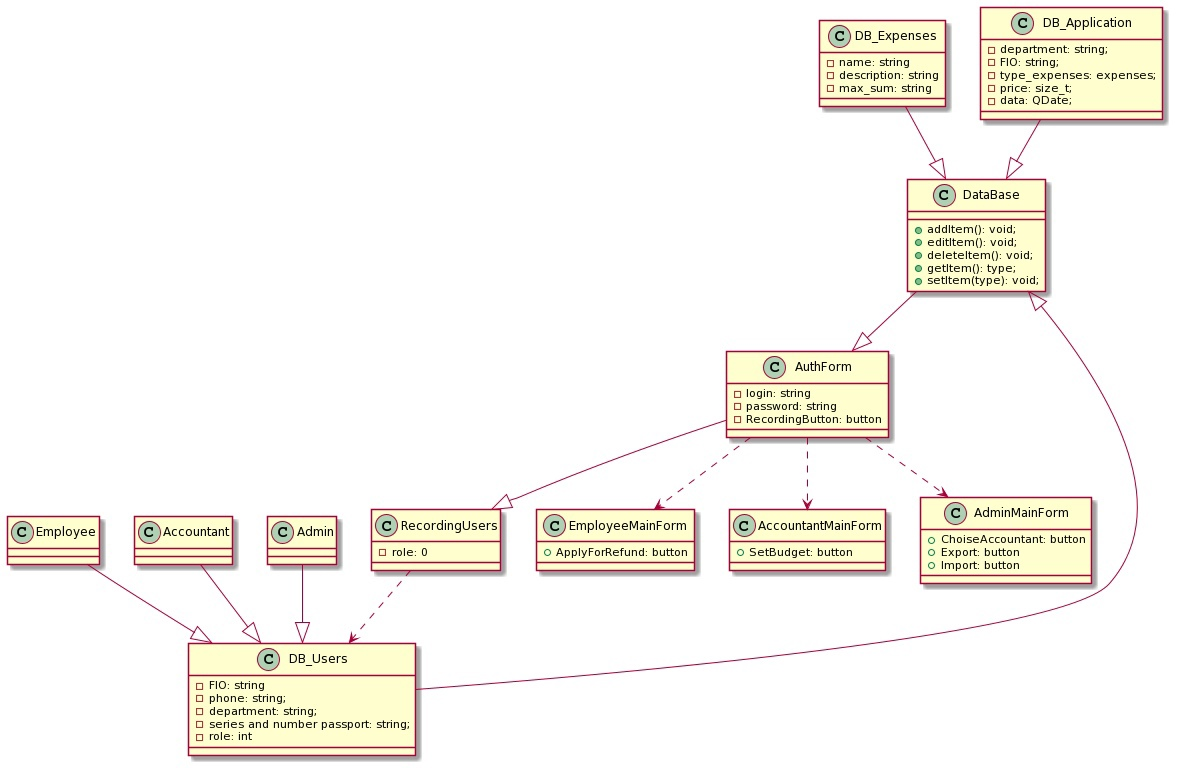 C DB_Expenses
name: string
description: string
max_sum: string
C DB_Application
department: string;
FIO: string;
type_expenses: expenses;
price: size_t;
data: QDate;
C DataBase
addItem(): void;
editItem(): void;
deleteItem(): void;
getItem(): type;
setItem(type): void;
C AuthForm
login: string
password: string
RecordingButton: button
C Employee
C Accountant
C Admin
C RecordingUsers
role: 0
C EmployeeMainForm
ApplyForRefund: button
C AccountantMainForm
SetBudget: button
C AdminMainForm
ChoiseAccountant: button
Export: button
Import: button
C DB_Users
FIO: string
phone: string;
department: string;
series and number passport: string;
role: int